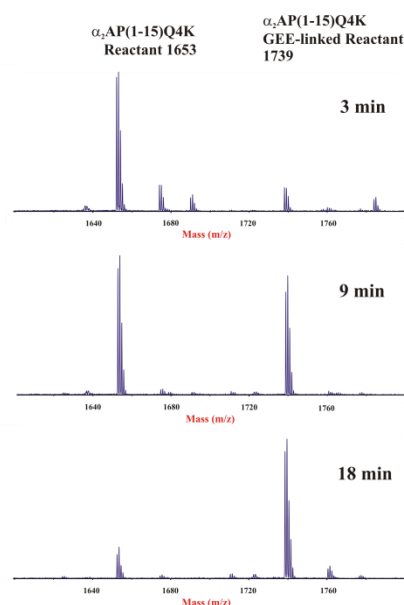 α₂AP(1-15)Q4K
Reactant 1653
α₂AP(1-15)Q4K
GEE-linked Reactant
1739
3 min
1640 1680 1720 1760
Mass (m/z)
9 min
1640 1680 1720 1760
Mass (m/z)
18 min
1640 1680 1720 1760
Mass (m/z)